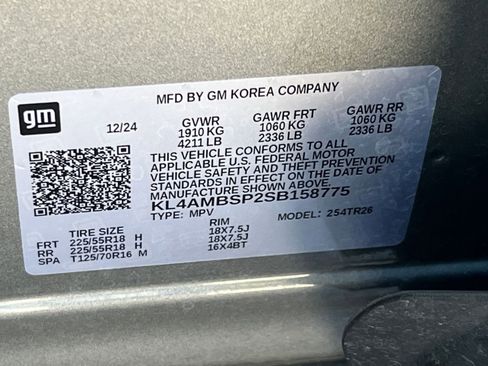 gm
MFD BY GM KOREA COMPANY
12/24 GVWR GAWR FRT GAWR RR
1910 KG 1060 KG 1060 KG
4211 LB 2336 LB 2336 LB
THIS VEHICLE CONFORMS TO ALL
APPLICABLE U.S. FEDERAL MOTOR
VEHICLE SAFETY AND THEFT PREVENTION
STANDARDS IN EFFECT ON THE DATE OF
MANUFACTURE SHOWN ABOVE.
KL4AMBSP2SB158775
TYPE: MPV MODEL: 254TR26
TIRE SIZE RIM
FRT 225/55R18 H 18X7.5J
RR 225/55R18 H 18X7.5J
SPA T125/70R16 M 16X4BT